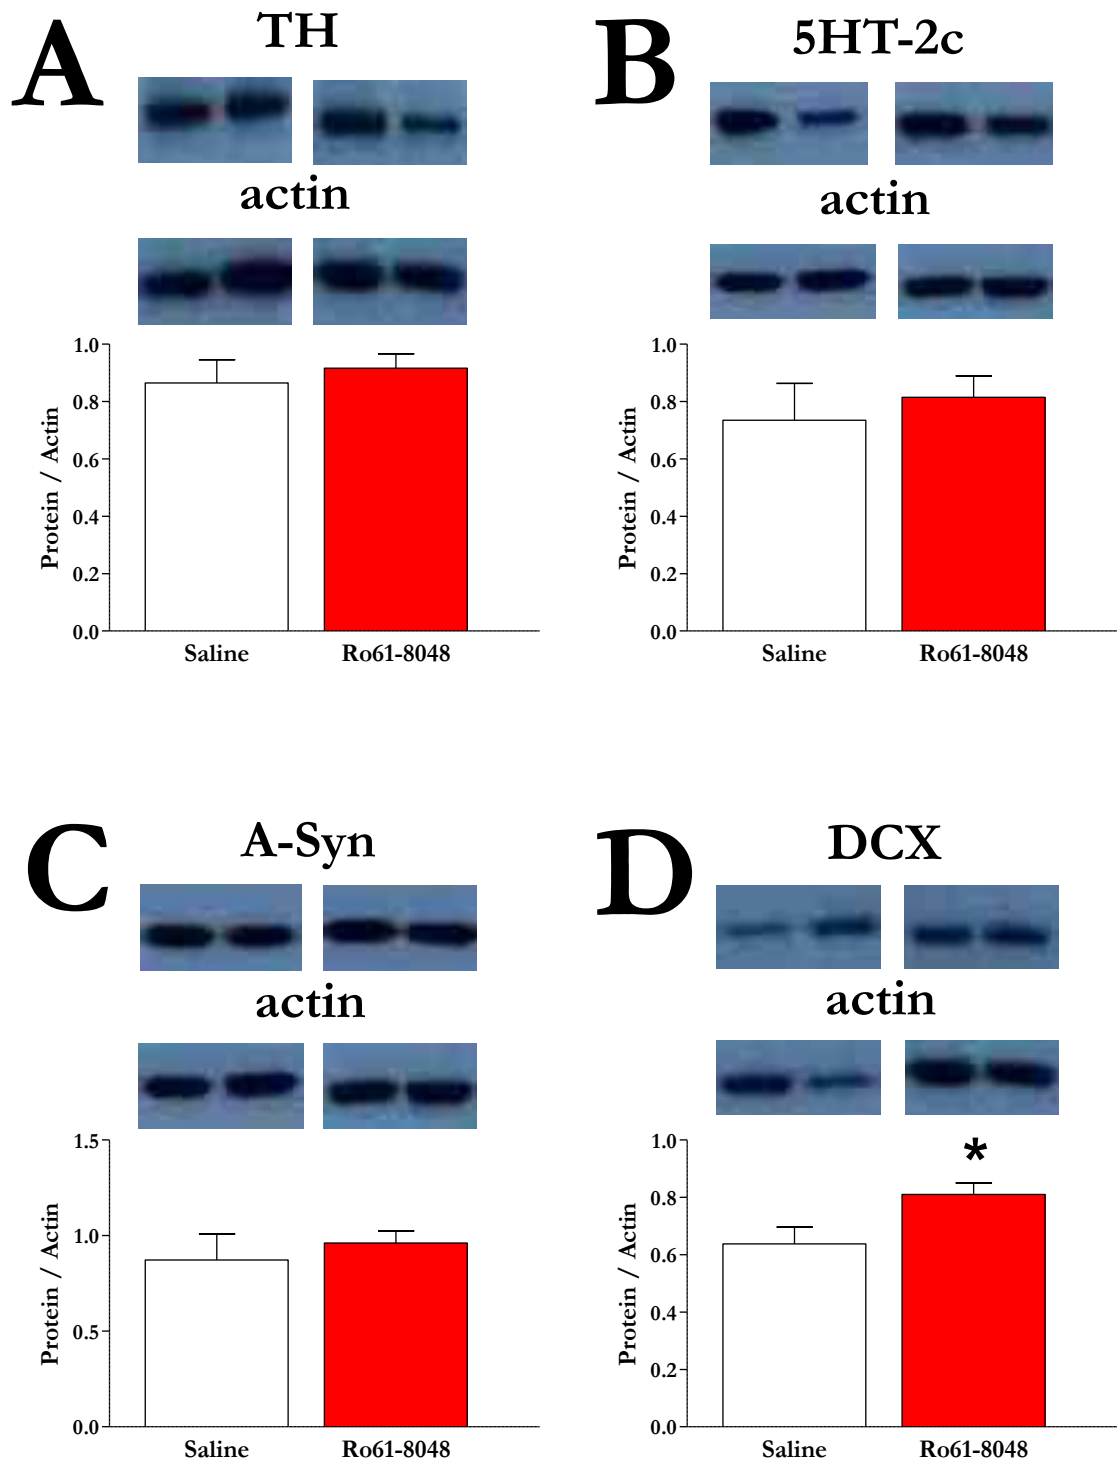 A
TH
actin
1.0
0.8
0.6
0.4
0.2
0.0
Protein / Actin
Saline
Ro61-8048
B
5HT-2c
actin
1.0
0.8
0.6
0.4
0.2
0.0
Protein / Actin
Saline
Ro61-8048
C
A-Syn
actin
1.5
1.0
0.5
0.0
Protein / Actin
Saline
Ro61-8048
D
DCX
actin
*
1.0
0.8
0.6
0.4
0.2
0.0
Protein / Actin
Saline
Ro61-8048